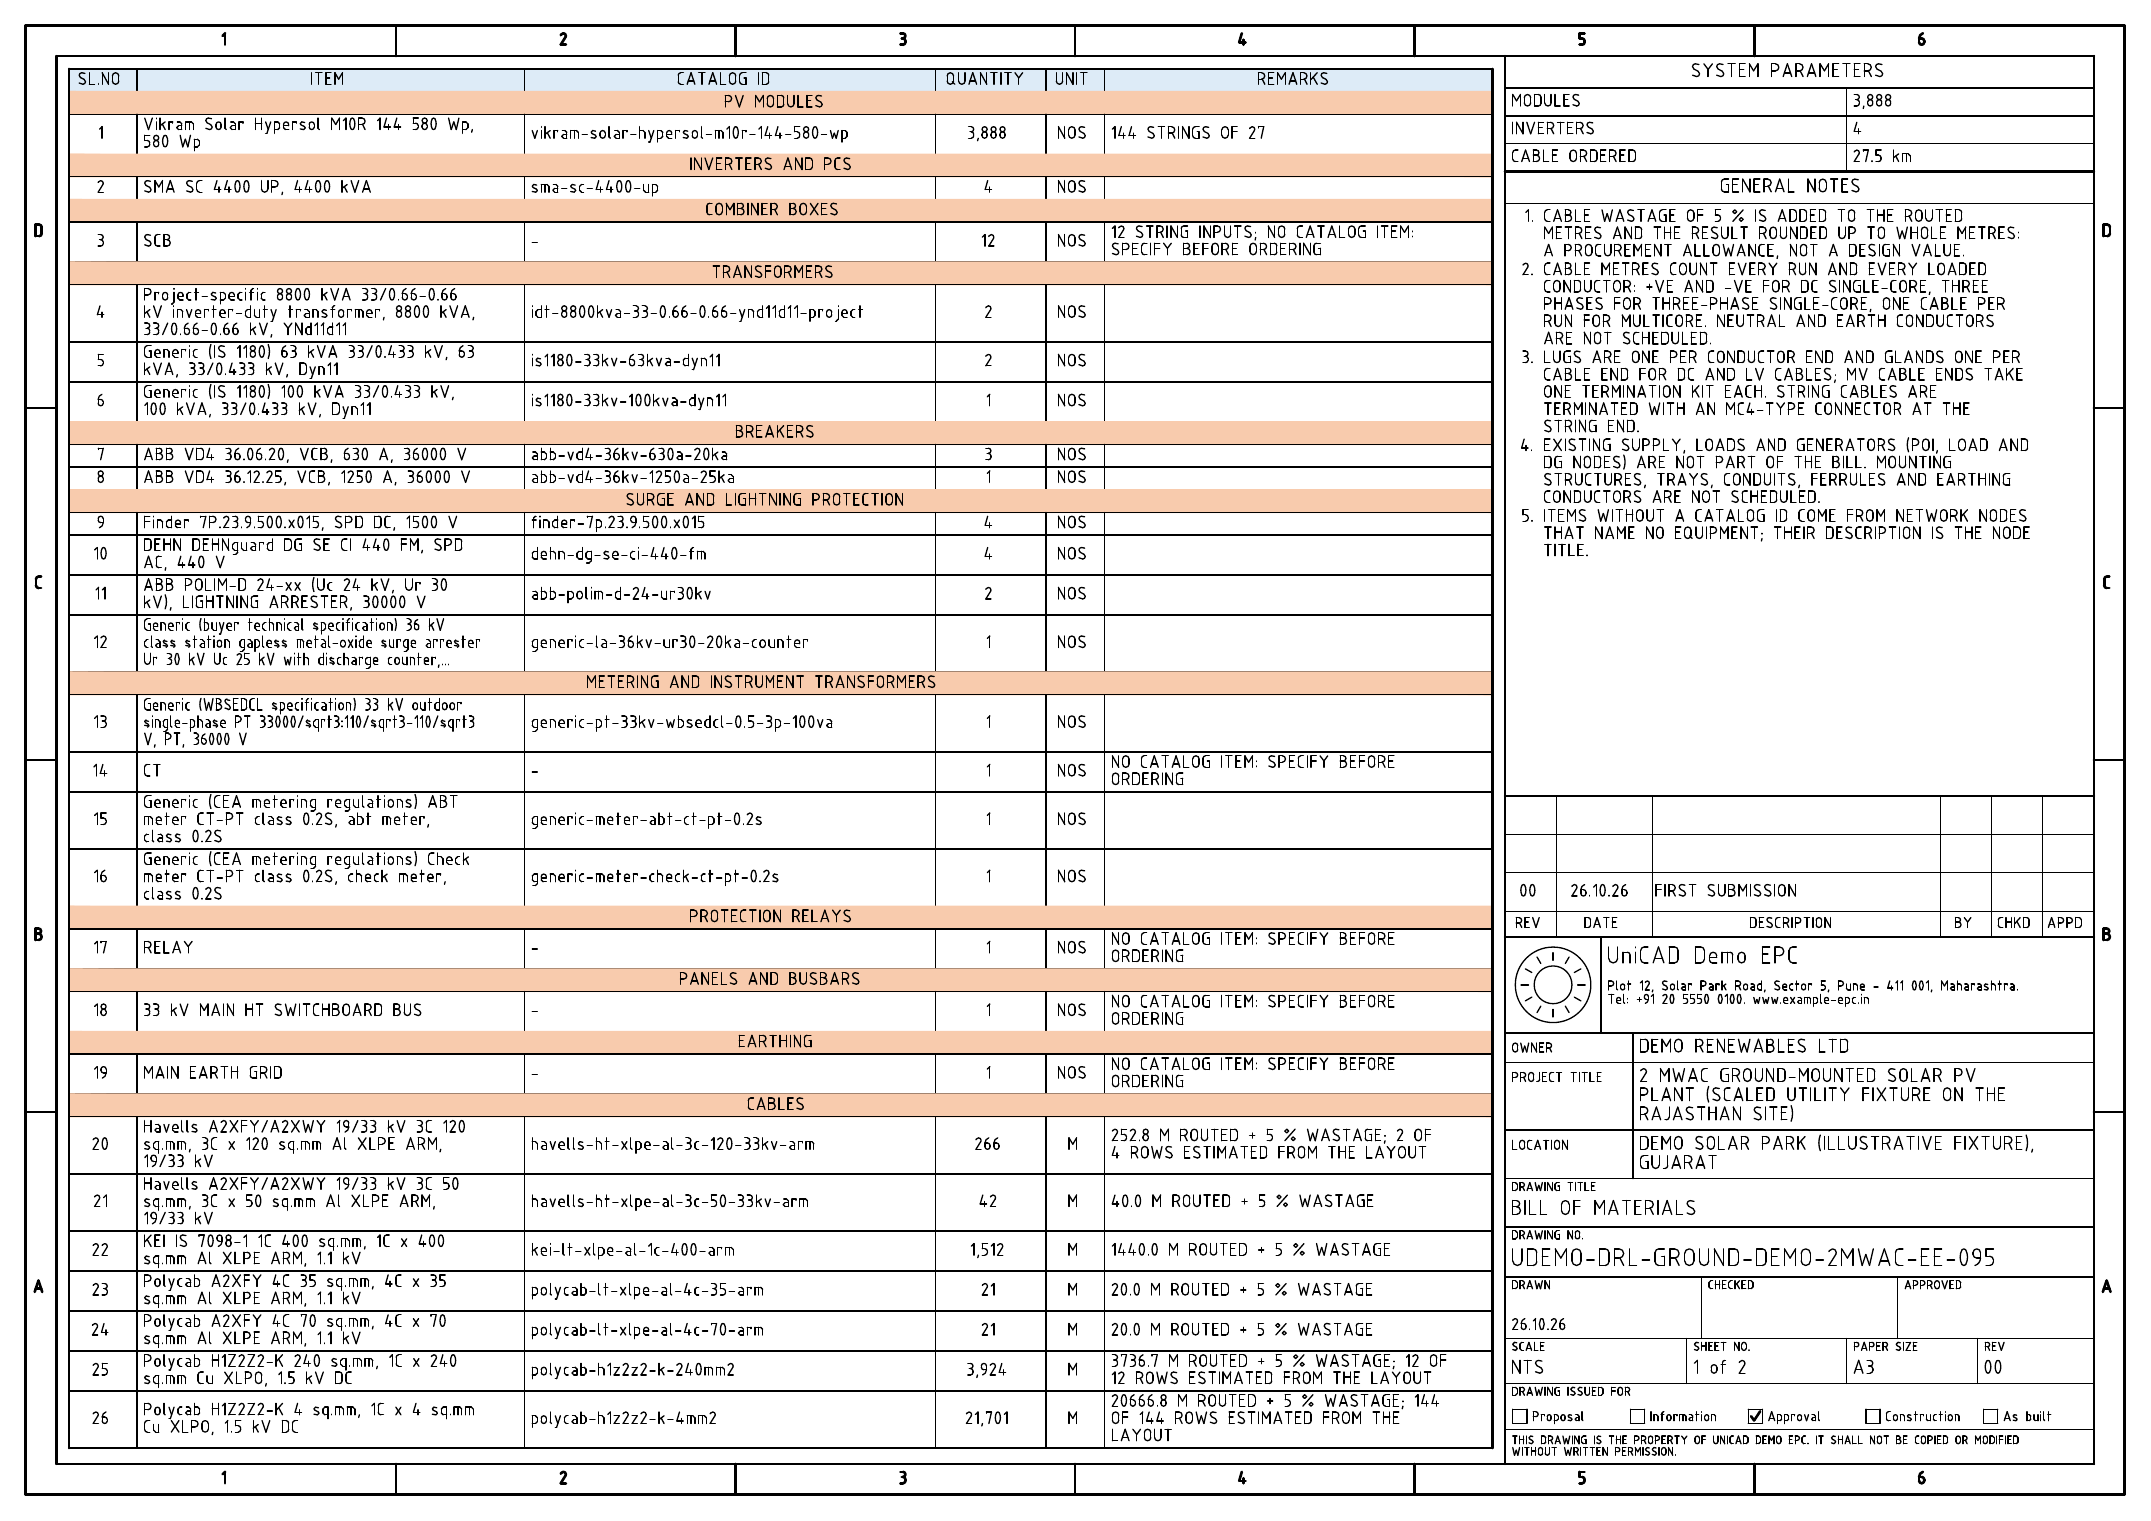 1 2 3 4 5 6
SL.NO ITEM CATALOG ID QUANTITY UNIT REMARKS
PV MODULES
1 Vikram Solar Hypersol M10R 144 580 Wp, 580 Wp vikram-solar-hypersol-m10r-144-580-wp 3,888 NOS 144 STRINGS OF 27
INVERTERS AND PCS
2 SMA SC 4400 UP, 4400 kVA sma-sc-4400-up 4 NOS
COMBINER BOXES
3 SCB - 12 NOS 12 STRING INPUTS; NO CATALOG ITEM: SPECIFY BEFORE ORDERING
TRANSFORMERS
4 Project-specific 8800 kVA 33/0.66-0.66 kV inverter-duty transformer, 8800 kVA, 33/0.66-0.66 kV, YNd11d11 idt-8800kva-33-0.66-0.66-ynd11d11-project 2 NOS
5 Generic (IS 1180) 63 kVA 33/0.433 kV, 63 kVA, 33/0.433 kV, Dyn11 is1180-33kv-63kva-dyn11 2 NOS
6 Generic (IS 1180) 100 kVA 33/0.433 kV, 100 kVA, 33/0.433 kV, Dyn11 is1180-33kv-100kva-dyn11 1 NOS
BREAKERS
7 ABB VD4 36.06.20, VCB, 630 A, 36000 V abb-vd4-36kv-630a-20ka 3 NOS
8 ABB VD4 36.12.25, VCB, 1250 A, 36000 V abb-vd4-36kv-1250a-25ka 1 NOS
SURGE AND LIGHTNING PROTECTION
9 Finder 7P.23.9.500.x015, SPD DC, 1500 V finder-7p.23.9.500.x015 4 NOS
10 DEHN DEHNguard DG SE CI 440 FM, SPD AC, 440 V dehn-dg-se-ci-440-fm 4 NOS
11 ABB POLIM-D 24-xx (Uc 24 kV, Ur 30 kV), LIGHTNING ARRESTER, 30000 V abb-polim-d-24-ur30kv 2 NOS
12 Generic (buyer technical specification) 36 kV class station gapless metal-oxide surge arrester Ur 30 kV Uc 25 kV with discharge counter,... generic-la-36kv-ur30-20ka-counter 1 NOS
METERING AND INSTRUMENT TRANSFORMERS
13 Generic (WBSEDCL specification) 33 kV outdoor single-phase PT 33000/sqrt3:110/sqrt3-110/sqrt3 V, PT, 36000 V generic-pt-33kv-wbsedcl-0.5-3p-100va 1 NOS
14 CT - 1 NOS NO CATALOG ITEM: SPECIFY BEFORE ORDERING
15 Generic (CEA metering regulations) ABT meter CT-PT class 0.2S, abt meter, class 0.2S generic-meter-abt-ct-pt-0.2s 1 NOS
16 Generic (CEA metering regulations) Check meter CT-PT class 0.2S, check meter, class 0.2S generic-meter-check-ct-pt-0.2s 1 NOS
PROTECTION RELAYS
17 RELAY - 1 NOS NO CATALOG ITEM: SPECIFY BEFORE ORDERING
PANELS AND BUSBARS
18 33 kV MAIN HT SWITCHBOARD BUS - 1 NOS NO CATALOG ITEM: SPECIFY BEFORE ORDERING
EARTHING
19 MAIN EARTH GRID - 1 NOS NO CATALOG ITEM: SPECIFY BEFORE ORDERING
CABLES
20 Havells A2XFY/A2XWY 19/33 kV 3C 120 sq.mm, 3C x 120 sq.mm Al XLPE ARM, 19/33 kV havells-ht-xlpe-al-3c-120-33kv-arm 266 M 252.8 M ROUTED + 5 % WASTAGE; 2 OF 4 ROWS ESTIMATED FROM THE LAYOUT
21 Havells A2XFY/A2XWY 19/33 kV 3C 50 sq.mm, 3C x 50 sq.mm Al XLPE ARM, 19/33 kV havells-ht-xlpe-al-3c-50-33kv-arm 42 M 40.0 M ROUTED + 5 % WASTAGE
22 KEI IS 7098-1 1C 400 sq.mm, 1C x 400 sq.mm Al XLPE ARM, 1.1 kV kei-lt-xlpe-al-1c-400-arm 1,512 M 1440.0 M ROUTED + 5 % WASTAGE
23 Polycab A2XFY 4C 35 sq.mm, 4C x 35 sq.mm Al XLPE ARM, 1.1 kV polycab-lt-xlpe-al-4c-35-arm 21 M 20.0 M ROUTED + 5 % WASTAGE
24 Polycab A2XFY 4C 70 sq.mm, 4C x 70 sq.mm Al XLPE ARM, 1.1 kV polycab-lt-xlpe-al-4c-70-arm 21 M 20.0 M ROUTED + 5 % WASTAGE
25 Polycab H1Z2Z2-K 240 sq.mm, 1C x 240 sq.mm Cu XLPO, 1.5 kV DC polycab-h1z2z2-k-240mm2 3,924 M 3736.7 M ROUTED + 5 % WASTAGE; 12 OF 12 ROWS ESTIMATED FROM THE LAYOUT
26 Polycab H1Z2Z2-K 4 sq.mm, 1C x 4 sq.mm Cu XLPO, 1.5 kV DC polycab-h1z2z2-k-4mm2 21,701 M 20666.8 M ROUTED + 5 % WASTAGE; 144 OF 144 ROWS ESTIMATED FROM THE LAYOUT
SYSTEM PARAMETERS
MODULES 3,888
INVERTERS 4
CABLE ORDERED 27.5 km
GENERAL NOTES
1. CABLE WASTAGE OF 5 % IS ADDED TO THE ROUTED
METRES AND THE RESULT ROUNDED UP TO WHOLE METRES:
A PROCUREMENT ALLOWANCE, NOT A DESIGN VALUE.
2. CABLE METRES COUNT EVERY RUN AND EVERY LOADED
CONDUCTOR: +VE AND -VE FOR DC SINGLE-CORE, THREE
PHASES FOR THREE-PHASE SINGLE-CORE, ONE CABLE PER
RUN FOR MULTICORE. NEUTRAL AND EARTH CONDUCTORS
ARE NOT SCHEDULED.
3. LUGS ARE ONE PER CONDUCTOR END AND GLANDS ONE PER
CABLE END FOR DC AND LV CABLES; MV CABLE ENDS TAKE
ONE TERMINATION KIT EACH. STRING CABLES ARE
TERMINATED WITH AN MC4-TYPE CONNECTOR AT THE
STRING END.
4. EXISTING SUPPLY, LOADS AND GENERATORS (POI, LOAD AND
DG NODES) ARE NOT PART OF THE BILL. MOUNTING
STRUCTURES, TRAYS, CONDUITS, FERRULES AND EARTHING
CONDUCTORS ARE NOT SCHEDULED.
5. ITEMS WITHOUT A CATALOG ID COME FROM NETWORK NODES
THAT NAME NO EQUIPMENT; THEIR DESCRIPTION IS THE NODE
TITLE.
00 26.10.26 FIRST SUBMISSION
REV DATE DESCRIPTION BY CHKD APPD
UniCAD Demo EPC
Plot 12, Solar Park Road, Sector 5, Pune - 411 001, Maharashtra.
Tel: +91 20 5550 0100. www.example-epc.in
OWNER DEMO RENEWABLES LTD
PROJECT TITLE 2 MWAC GROUND-MOUNTED SOLAR PV
PLANT (SCALED UTILITY FIXTURE ON THE
RAJASTHAN SITE)
LOCATION DEMO SOLAR PARK (ILLUSTRATIVE FIXTURE),
GUJARAT
DRAWING TITLE
BILL OF MATERIALS
DRAWING NO.
UDEMO-DRL-GROUND-DEMO-2MWAC-EE-095
DRAWN CHECKED APPROVED
26.10.26
SCALE SHEET NO. PAPER SIZE REV
NTS 1 of 2 A3 00
DRAWING ISSUED FOR
Proposal Information Approval Construction As built
THIS DRAWING IS THE PROPERTY OF UNICAD DEMO EPC. IT SHALL NOT BE COPIED OR MODIFIED
WITHOUT WRITTEN PERMISSION.
D D
C C
B B
A A
1 2 3 4 5 6